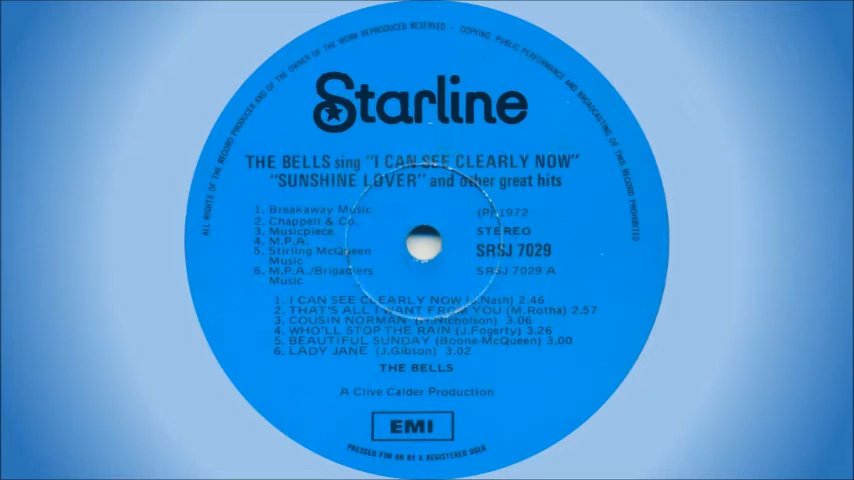 ALL RIGHTS OF THE RECORD PRODUCER AND OF THE OWNER OF THE WORK REPRODUCED RESERVED · COPYING, PUBLIC PERFORMANCE AND BROADCASTING OF THIS RECORD PROHIBITED
Starline
THE BELLS sing "I CAN SEE CLEARLY NOW"
"SUNSHINE LOVER" and other great hits
1. Breakaway Music
2. Chappell & Co.
3. Musicpiece
4. M.P.A.
5. Stirling McQueen
Music
6. M.P.A./Brigadiers
Music
(P) 1972
STEREO
SRSJ 7029
SRSJ 7029 A
1. I CAN SEE CLEARLY NOW (J.Nash) 2.46
2. THAT'S ALL I WANT FROM YOU (M.Rotha) 2.57
3. COUSIN NORMAN (H.Nicholson) 3.06
4. WHO'LL STOP THE RAIN (J.Fogerty) 3.26
5. BEAUTIFUL SUNDAY (Boone-McQueen) 3.00
6. LADY JANE (J.Gibson) 3.02
THE BELLS
A Clive Calder Production
EMI
PRESSED FOR OR BY A REGISTERED USER